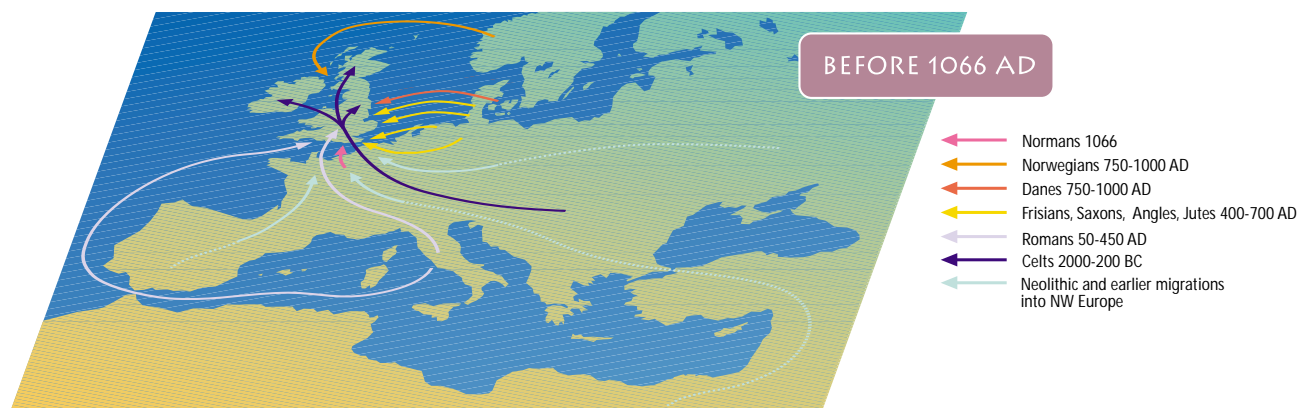 BEFORE 1066 AD
Normans 1066
Norwegians 750-1000 AD
Danes 750-1000 AD
Frisians, Saxons, Angles, Jutes 400-700 AD
Romans 50-450 AD
Celts 2000-200 BC
Neolithic and earlier migrations
into NW Europe